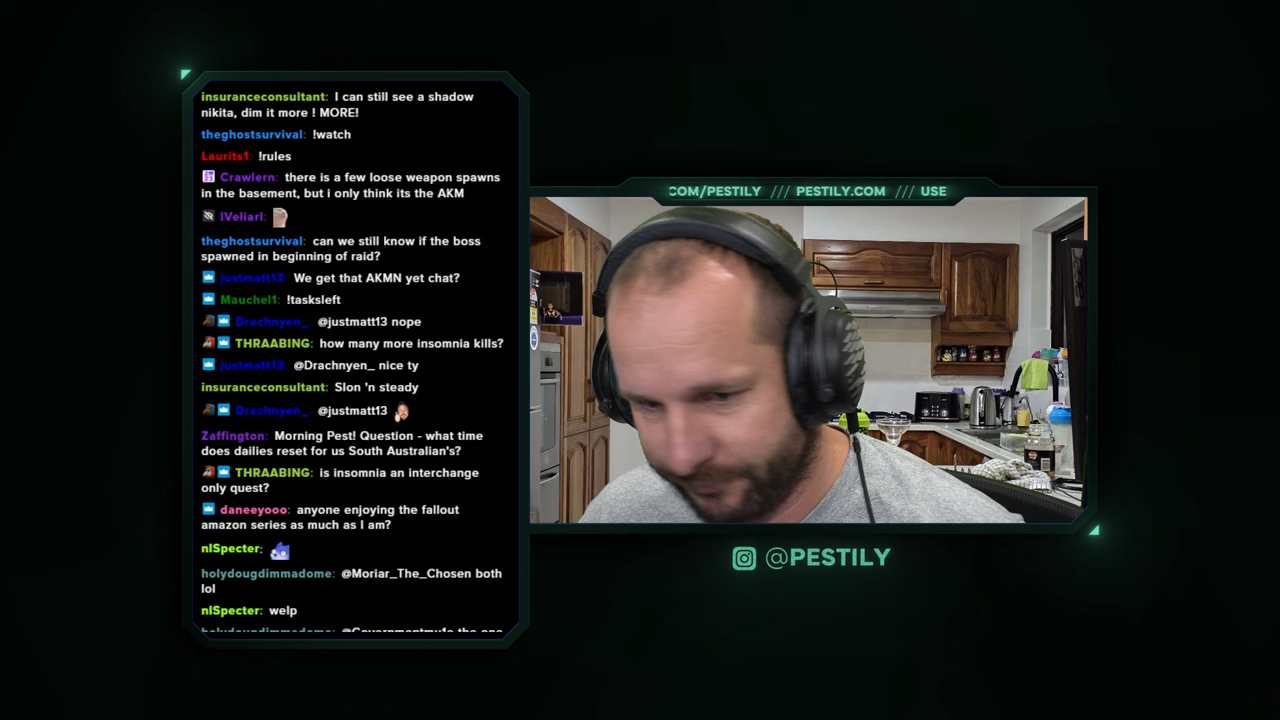 insuranceconsultant: I can still see a shadow
nikita, dim it more ! MORE!
theghostsurvival: !watch
Laurits1: !rules
Crawlern: there is a few loose weapon spawns
in the basement, but i only think its the AKM
IVeliarl:
theghostsurvival: can we still know if the boss
spawned in beginning of raid?
justmatt13: We get that AKMN yet chat?
Mauchel1: !tasksleft
Drachnyen_: @justmatt13 nope
THRAABING: how many more insomnia kills?
justmatt13: @Drachnyen_ nice ty
insuranceconsultant: Slon 'n steady
Drachnyen_: @justmatt13
Zaffington: Morning Pest! Question - what time
does dailies reset for us South Australian's?
THRAABING: is insomnia an interchange
only quest?
daneeyooo: anyone enjoying the fallout
amazon series as much as I am?
nlSpecter:
holydougdimmadome: @Moriar_The_Chosen both
lol
nlSpecter: welp
holydougdimmadome: the one
COM/PESTILY /// PESTILY.COM /// USE
@PESTILY